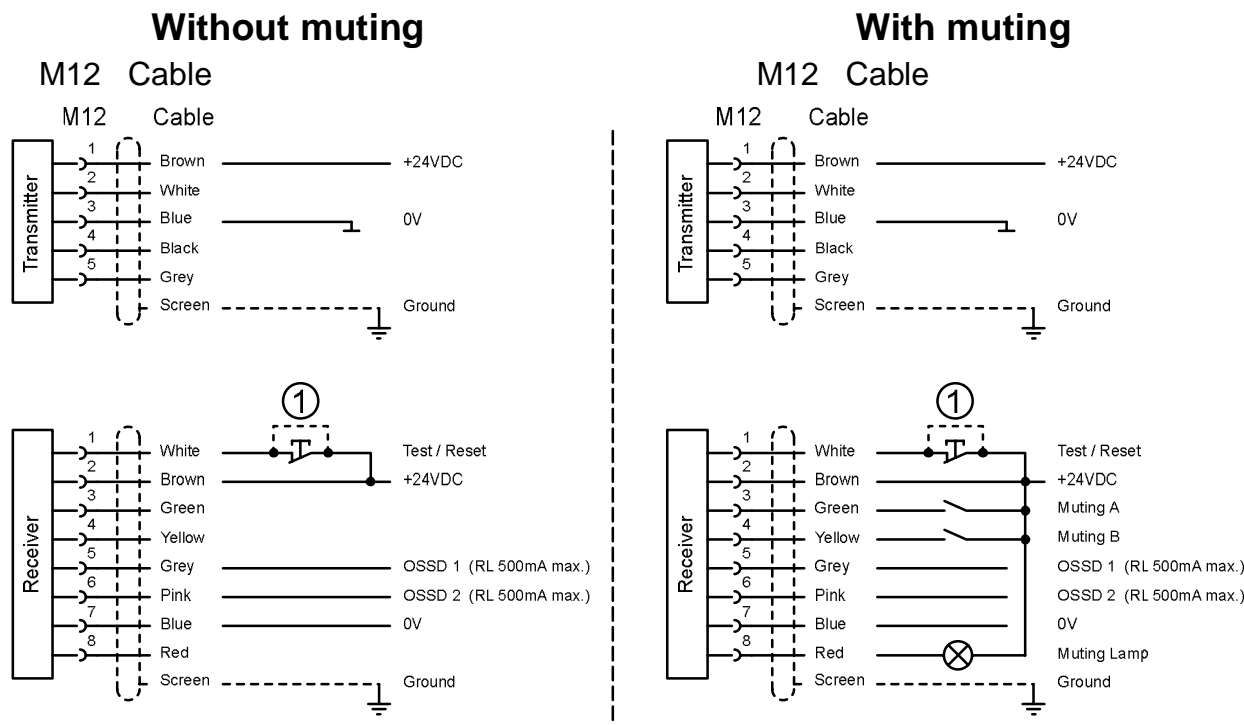 Without muting
M12 Cable
M12 Cable
Transmitter
1 Brown +24VDC
2 White
3 Blue 0V
4 Black
5 Grey
Screen Ground
1
Receiver
1 White Test / Reset
2 Brown +24VDC
3 Green
4 Yellow
5 Grey OSSD 1 (RL 500mA max.)
6 Pink OSSD 2 (RL 500mA max.)
7 Blue 0V
8 Red
Screen Ground
With muting
M12 Cable
M12 Cable
Transmitter
1 Brown +24VDC
2 White
3 Blue 0V
4 Black
5 Grey
Screen Ground
1
Receiver
1 White Test / Reset
2 Brown +24VDC
3 Green Muting A
4 Yellow Muting B
5 Grey OSSD 1 (RL 500mA max.)
6 Pink OSSD 2 (RL 500mA max.)
7 Blue 0V
8 Red Muting Lamp
Screen Ground